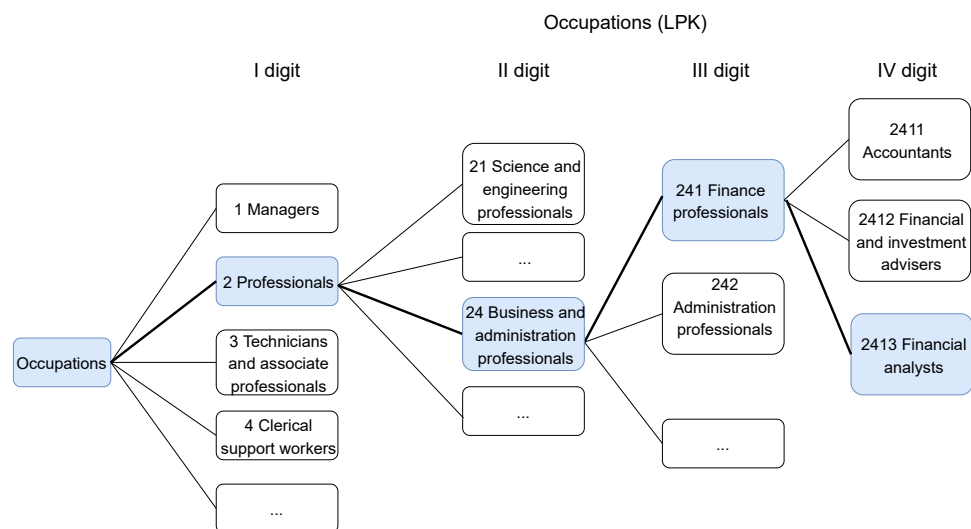 Occupations (LPK)
I digit
II digit
III digit
IV digit
Occupations
1 Managers
2 Professionals
3 Technicians
and associate
professionals
4 Clerical
support workers
...
21 Science and
engineering
professionals
...
24 Business and
administration
professionals
...
241 Finance
professionals
242
Administration
professionals
...
2411
Accountants
2412 Financial
and investment
advisers
2413 Financial
analysts